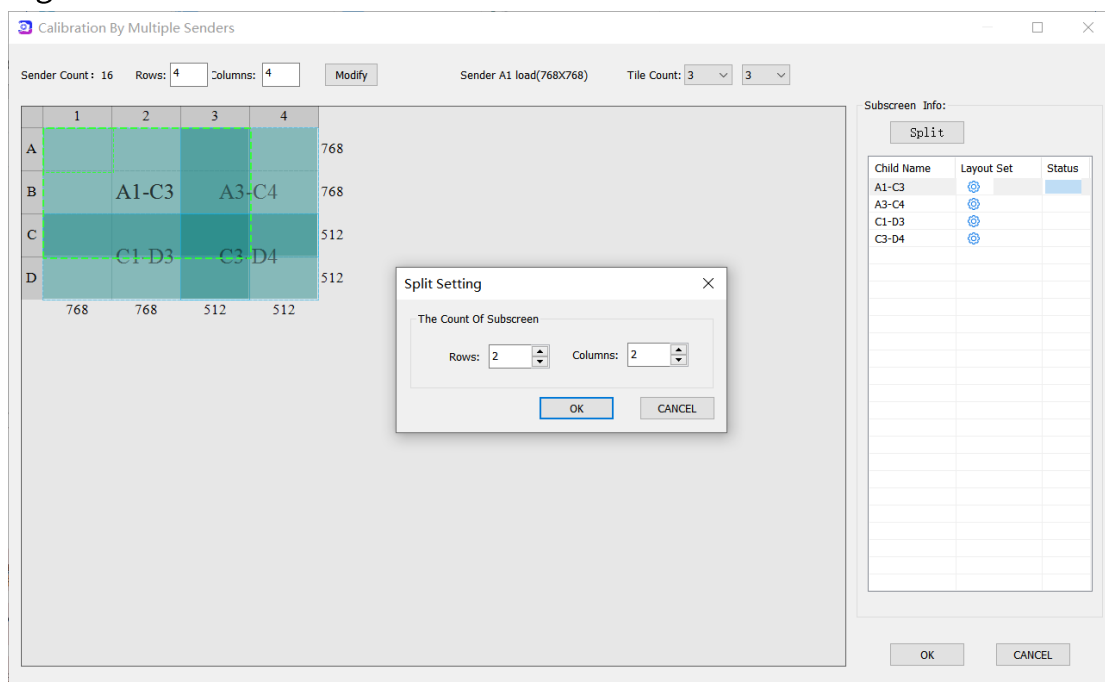 Calibration By Multiple Senders
Sender Count: 16 Rows: 4 Columns: 4 Modify Sender A1 load(768X768) Tile Count: 3 3
Subscreen Info:
Split
1 2 3 4
A 768
B A1-C3 A3-C4 768
C 512
C1-D3 C3-D4
D 512
768 768 512 512
Child Name Layout Set Status
A1-C3
A3-C4
C1-D3
C3-D4
Split Setting
The Count Of Subscreen
Rows: 2 Columns: 2
OK CANCEL
OK CANCEL